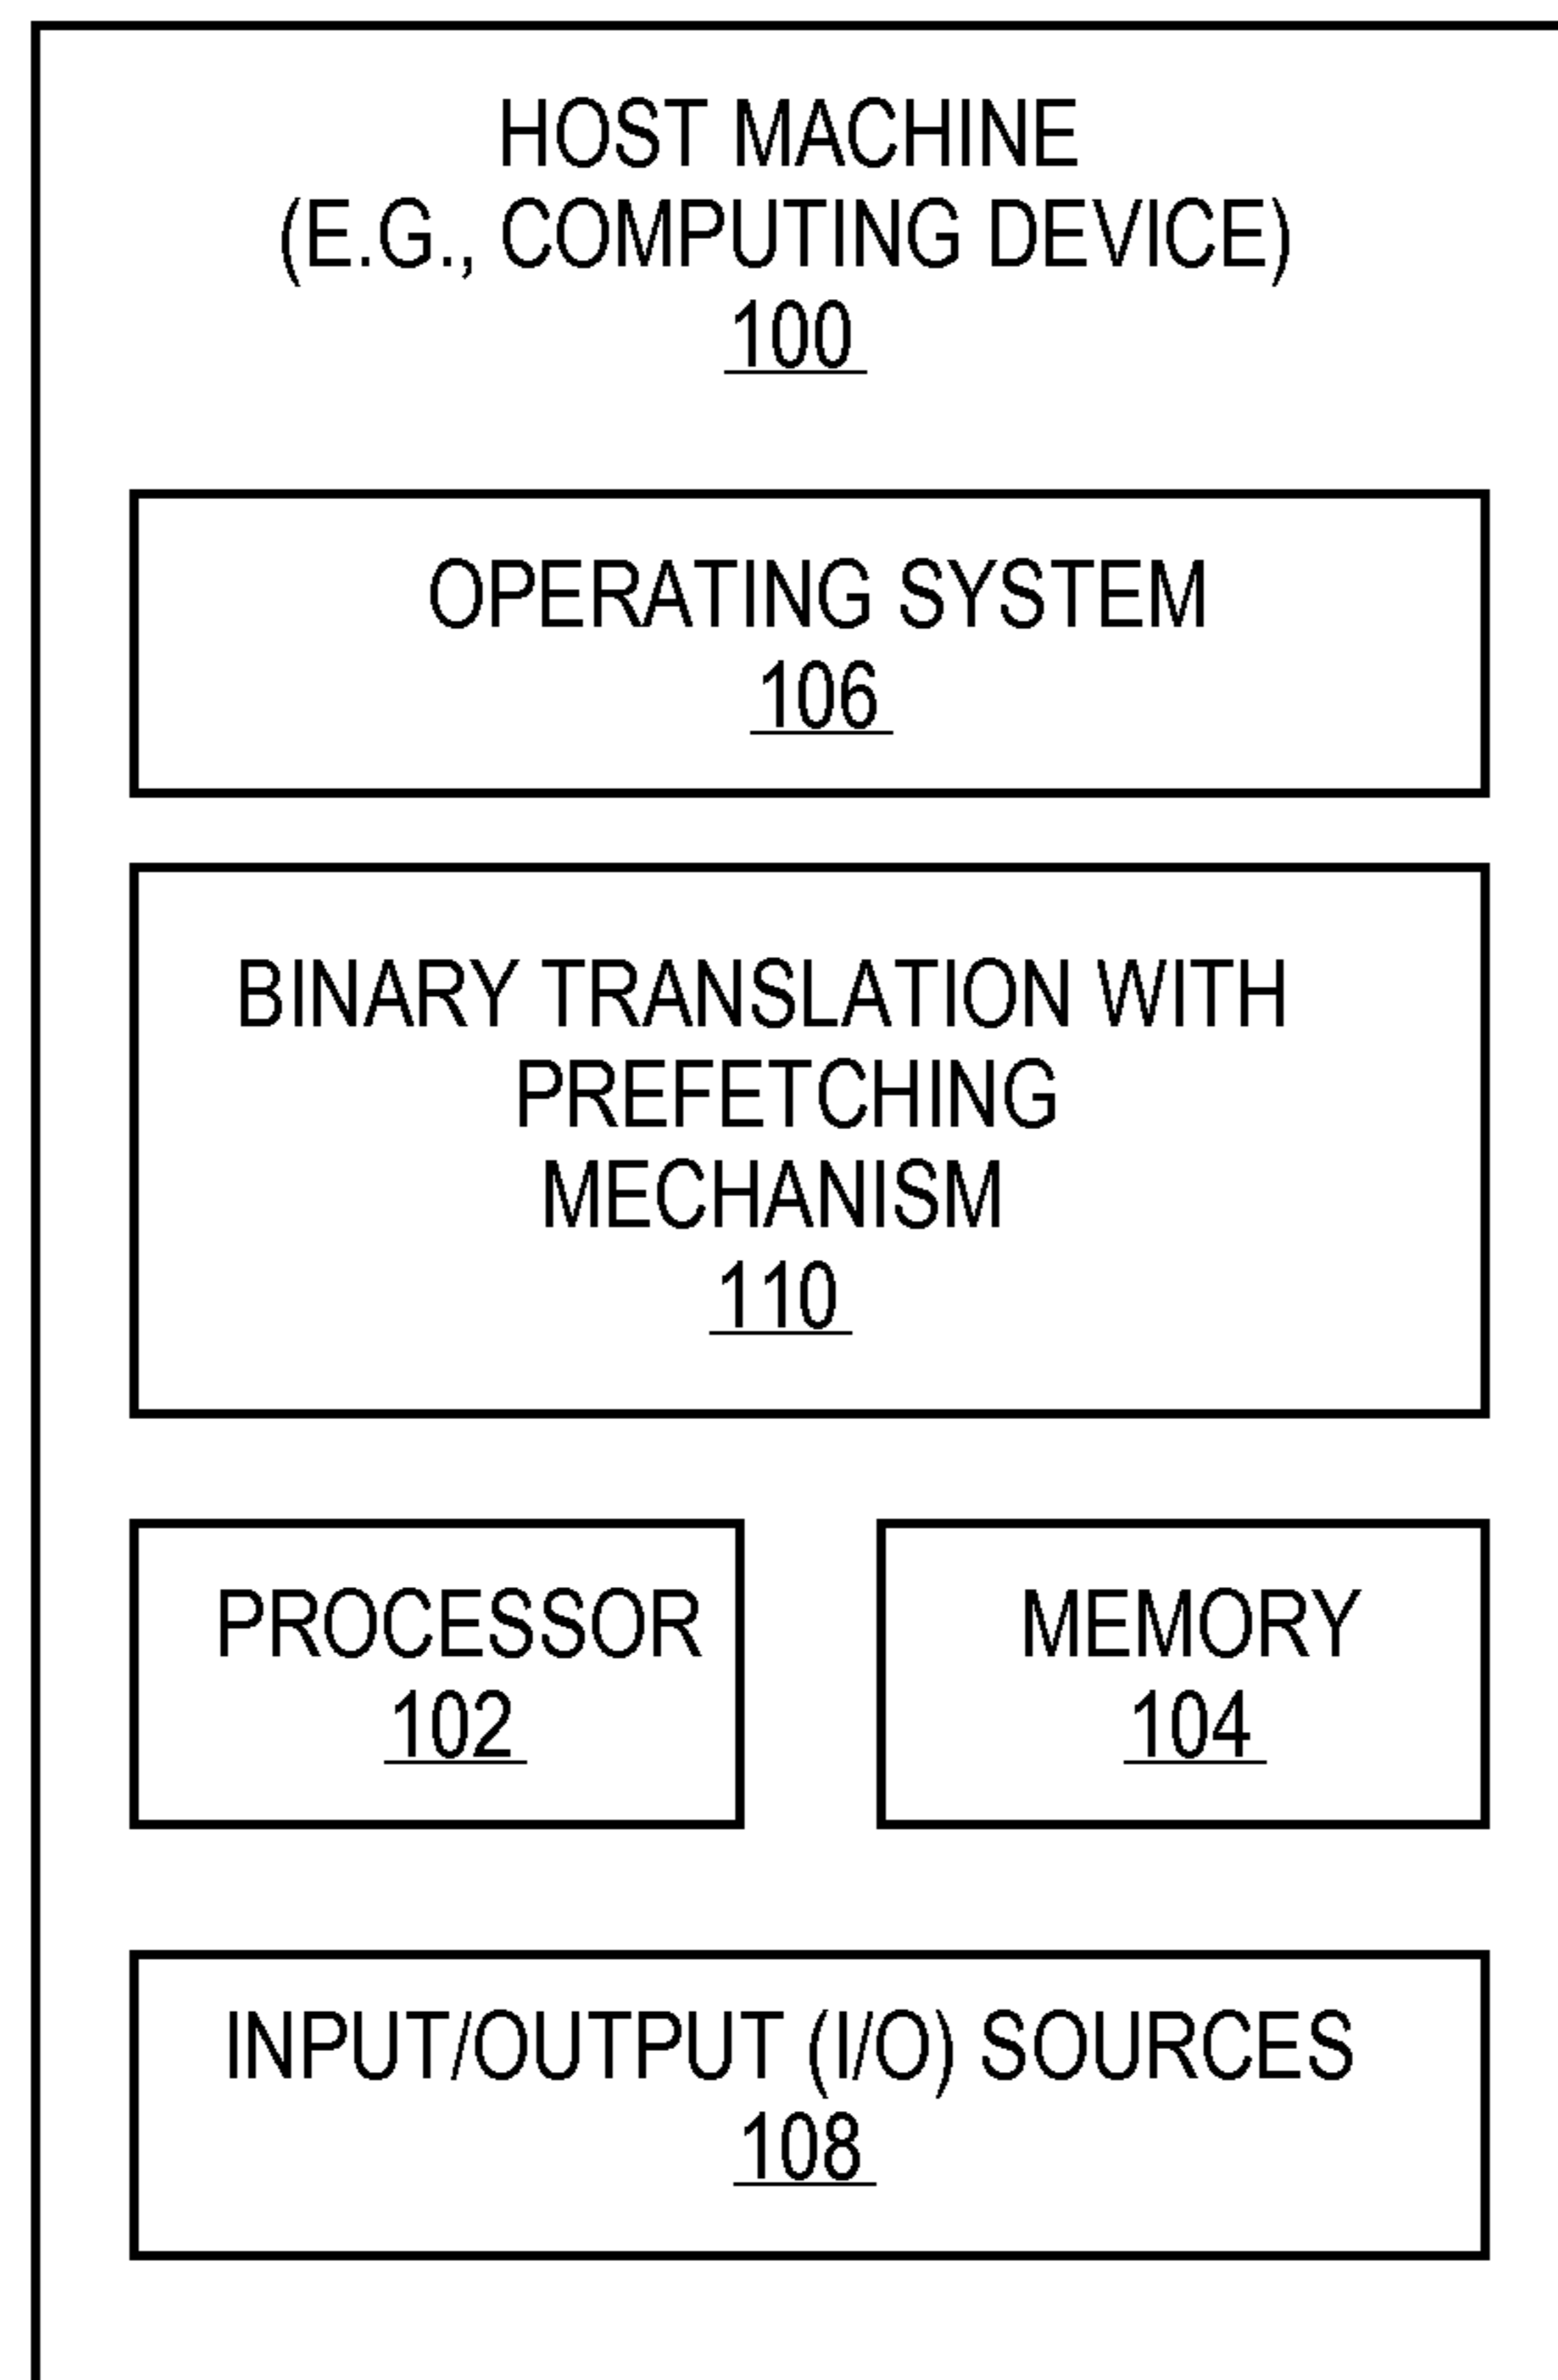 HOST MACHINE
(E.G., COMPUTING DEVICE)
100
OPERATING SYSTEM
106
BINARY TRANSLATION WITH
PREFETCHING
MECHANISM
110
PROCESSOR
102
MEMORY
104
INPUT/OUTPUT (I/O) SOURCES
108